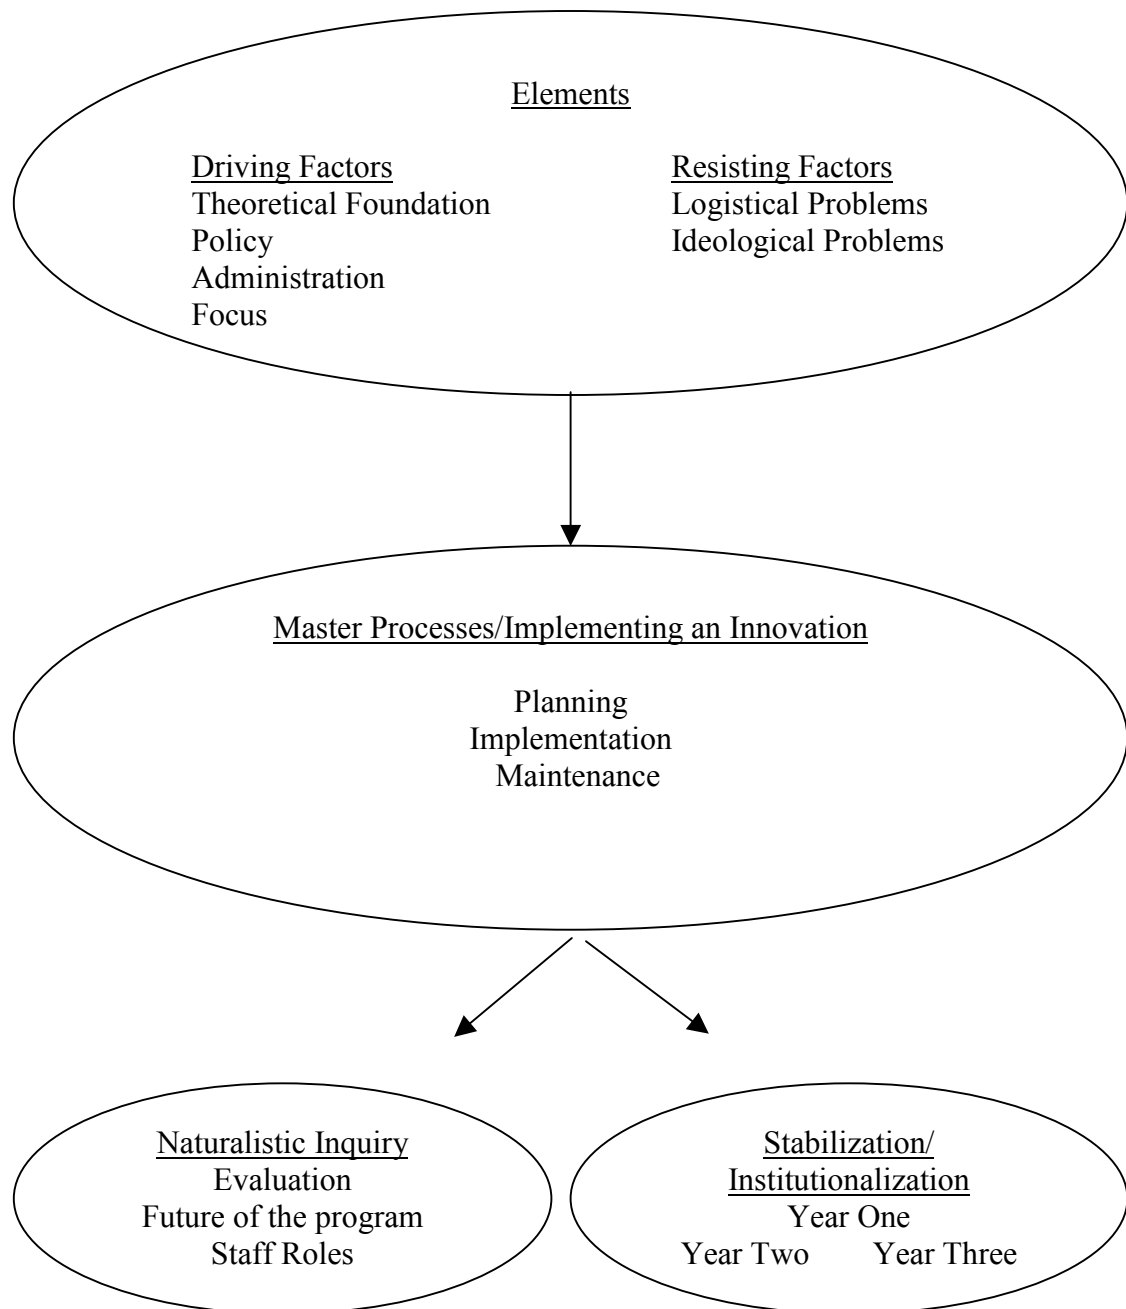 Elements
Driving Factors
Theoretical Foundation
Policy
Administration
Focus
Resisting Factors
Logistical Problems
Ideological Problems
Master Processes/Implementing an Innovation
Planning
Implementation
Maintenance
Naturalistic Inquiry
Evaluation
Future of the program
Staff Roles
Stabilization/
Institutionalization
Year One
Year Two Year Three